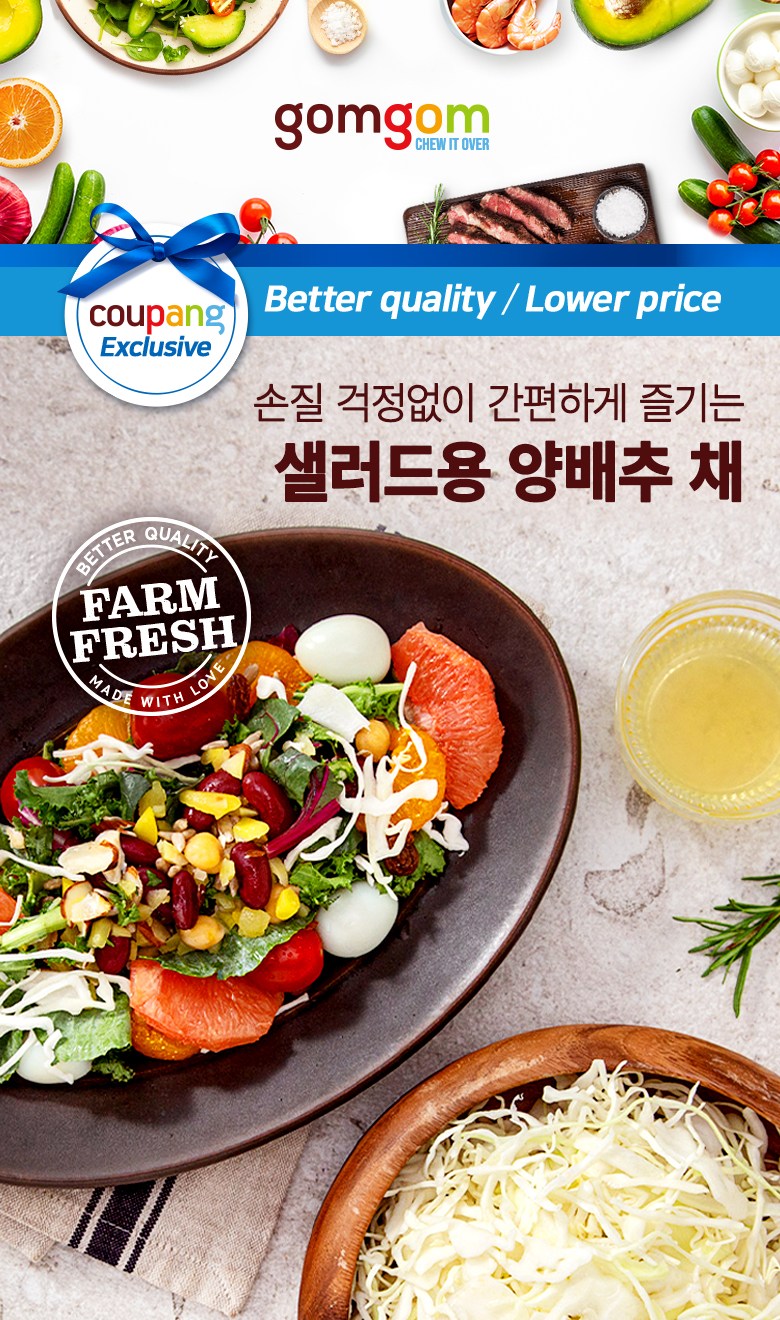 gomgom
CHEW IT OVER
coupang
Exclusive
Better quality / Lower price
손질 걱정없이 간편하게 즐기는
샐러드용 양배추 채
BETTER QUALITY
FARM
FRESH
MADE WITH LOVE